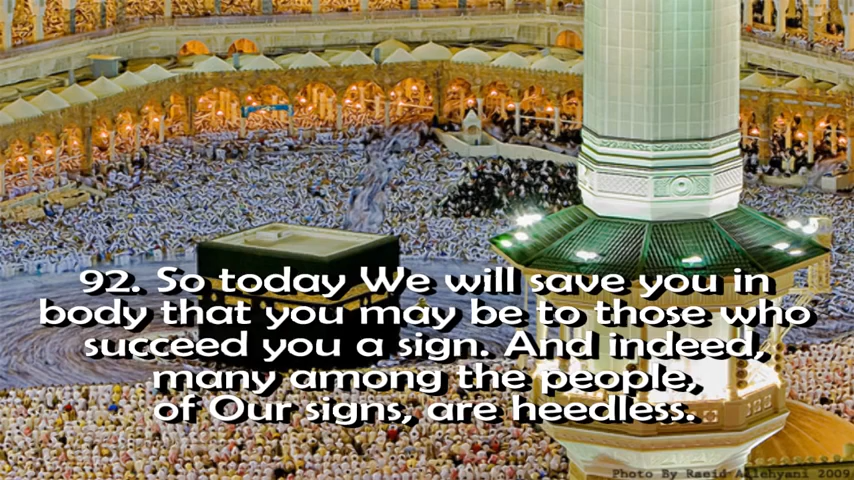 92. So today We will save you in
body that you may be to those who
succeed you a sign. And indeed,
many among the people,
of Our signs, are heedless.
Photo By Raeid Allehyani 2009